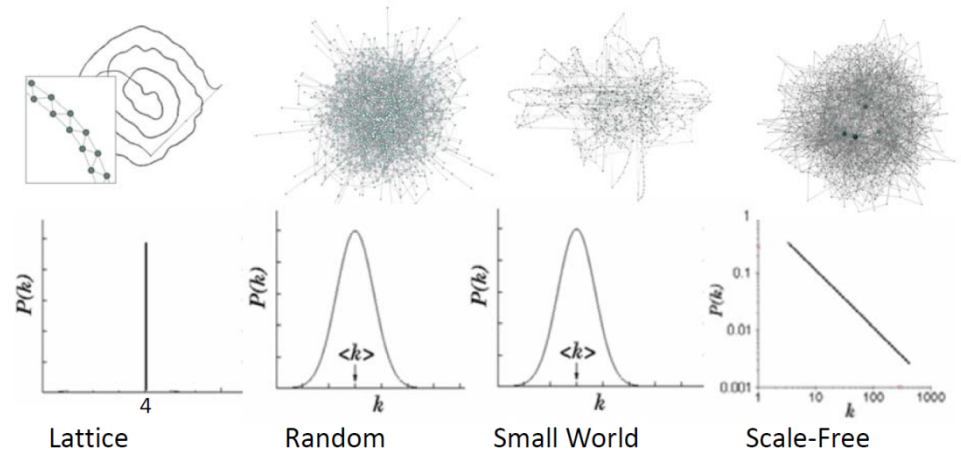 P(k)
4
Lattice
P(k)
<k>
k
Random
P(k)
<k>
k
Small World
P(k)
1
0.1
0.01
0.001
1
10
100
1000
k
Scale-Free